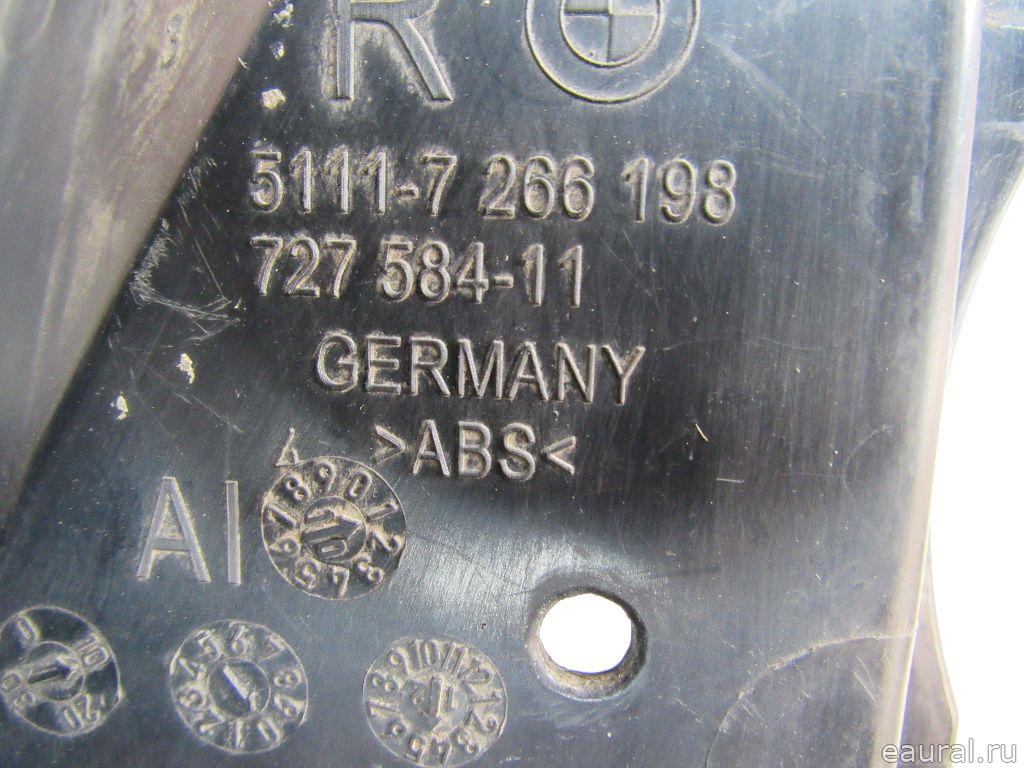 R
5111-7 266 198
727 584-11
GERMANY
>ABS<
AI
eaural.ru